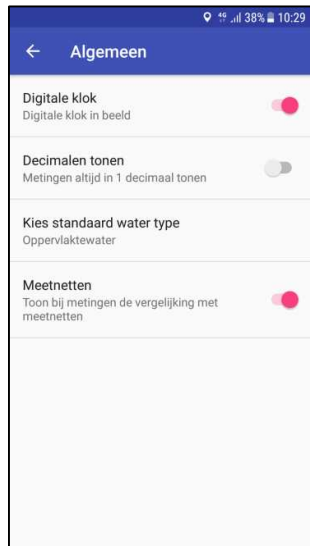 4G 38% 10:29
Algemeen
Digitale klok
Digitale klok in beeld
Decimalen tonen
Metingen altijd in 1 decimaal tonen
Kies standaard water type
Oppervlaktewater
Meetnetten
Toon bij metingen de vergelijking met
meetnetten